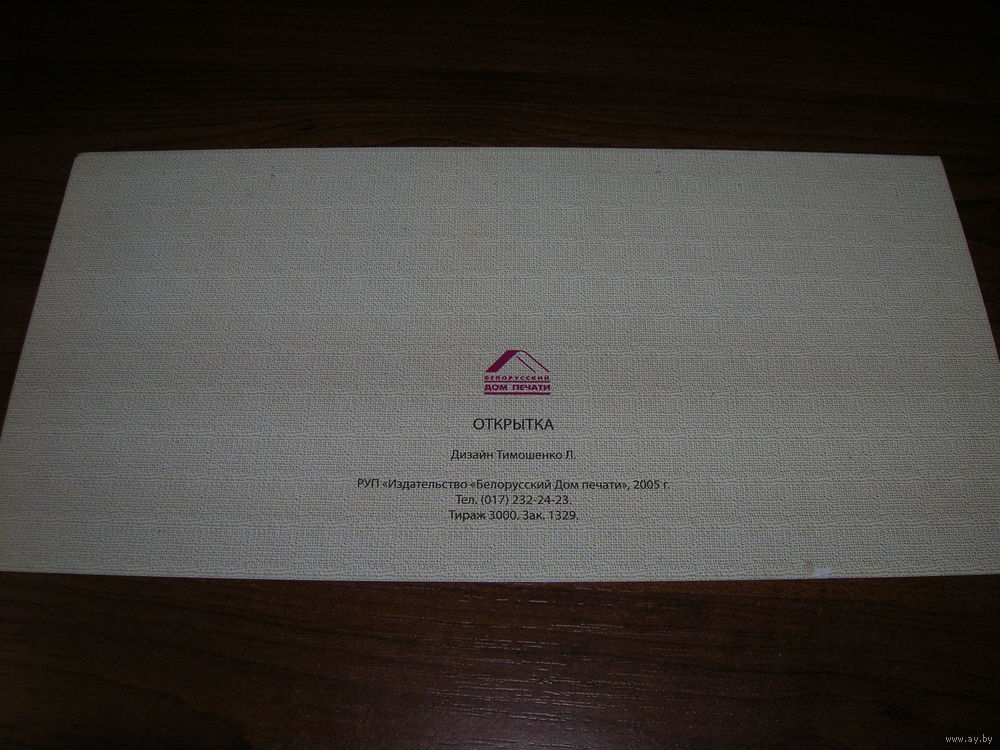 БЕЛОРУССКИЙ
ДОМ ПЕЧАТИ
ОТКРЫТКА
Дизайн Тимошенко Л.
РУП «Издательство «Белорусский Дом печати», 2005 г.
Тел. (017) 232-24-23.
Тираж 3000. Зак. 1329.
www.ay.by